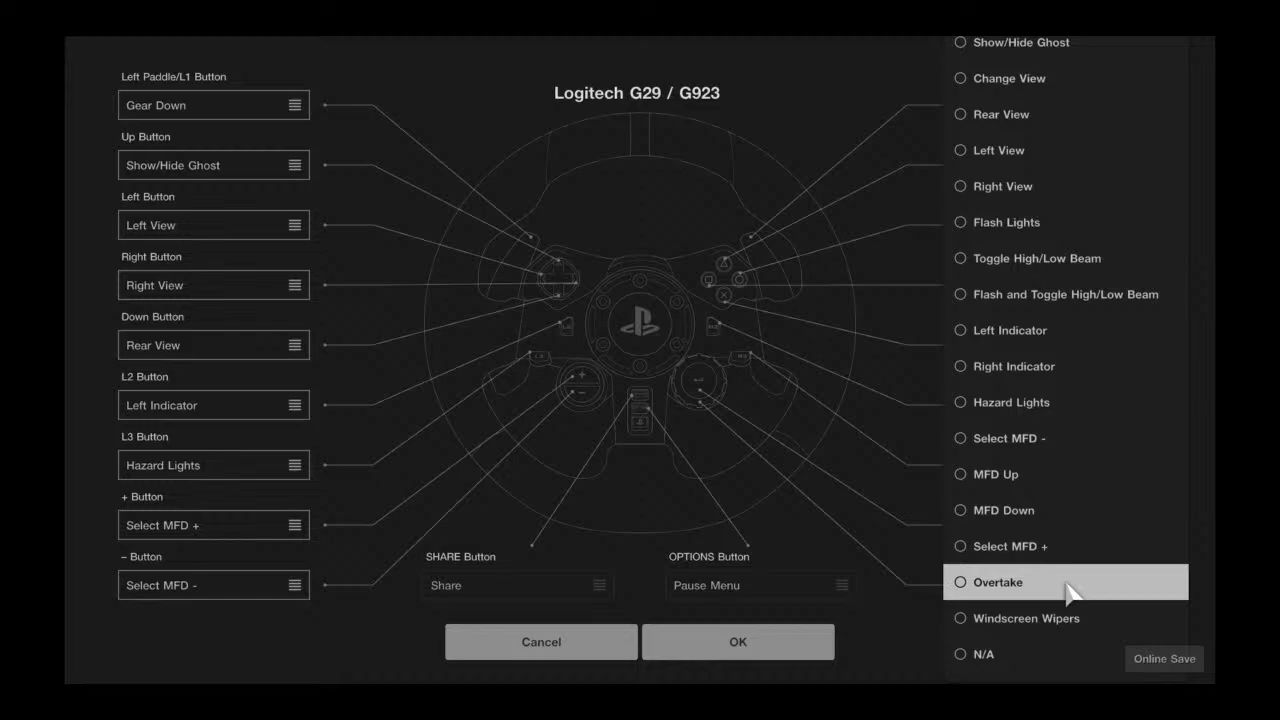 Logitech G29 / G923
Left Paddle/L1 Button
Gear Down
Up Button
Show/Hide Ghost
Left Button
Left View
Right Button
Right View
Down Button
Rear View
L2 Button
Left Indicator
L3 Button
Hazard Lights
+ Button
Select MFD +
– Button
Select MFD -
SHARE Button
Share
OPTIONS Button
Pause Menu
Cancel
OK
Show/Hide Ghost
Change View
Rear View
Left View
Right View
Flash Lights
Toggle High/Low Beam
Flash and Toggle High/Low Beam
Left Indicator
Right Indicator
Hazard Lights
Select MFD -
MFD Up
MFD Down
Select MFD +
Overtake
Windscreen Wipers
N/A
Online Save